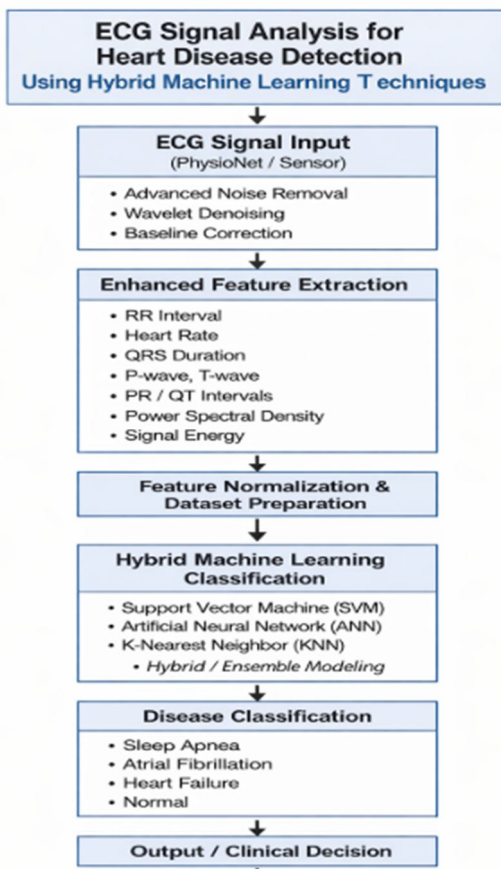 ECG Signal Analysis for
Heart Disease Detection
Using Hybrid Machine Learning T echniques
ECG Signal Input
(PhysioNet / Sensor)
• Advanced Noise Removal
• Wavelet Denoising
• Baseline Correction
Enhanced Feature Extraction
• RR Interval
• Heart Rate
• QRS Duration
• P-wave, T-wave
• PR / QT Intervals
• Power Spectral Density
• Signal Energy
Feature Normalization &
Dataset Preparation
Hybrid Machine Learning
Classification
• Support Vector Machine (SVM)
• Artificial Neural Network (ANN)
• K-Nearest Neighbor (KNN)
• Hybrid / Ensemble Modeling
Disease Classification
• Sleep Apnea
• Atrial Fibrillation
• Heart Failure
• Normal
Output / Clinical Decision